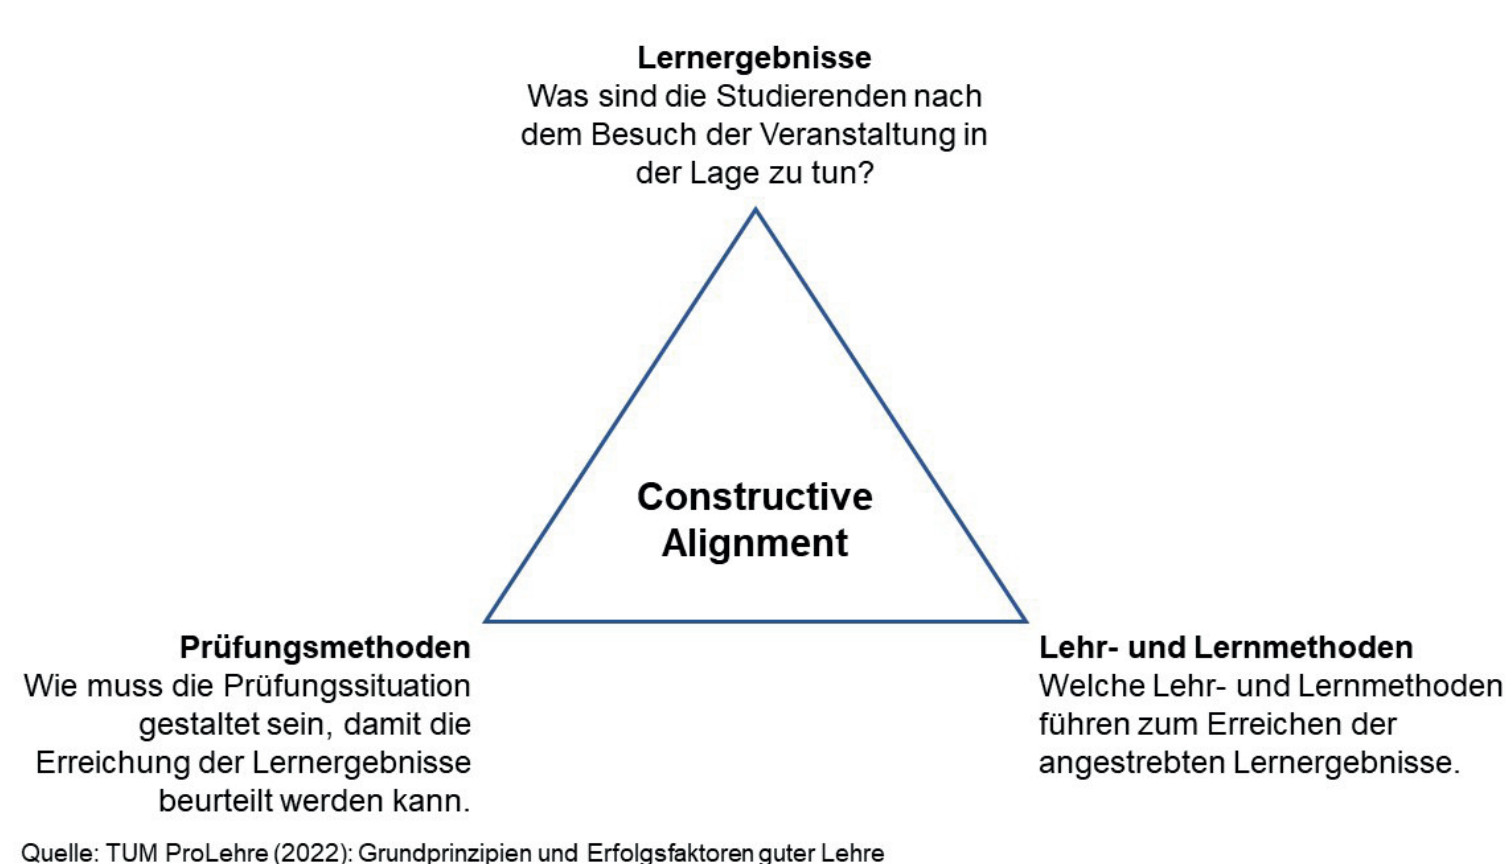 Lernergebnisse
Was sind die Studierenden nach
dem Besuch der Veranstaltung in
der Lage zu tun?
Constructive
Alignment
Prüfungsmethoden
Wie muss die Prüfungssituation
gestaltet sein, damit die
Erreichung der Lernergebnisse
beurteilt werden kann.
Lehr- und Lernmethoden
Welche Lehr- und Lernmethoden
führen zum Erreichen der
angestrebten Lernergebnisse.
Quelle: TUM ProLehre (2022): Grundprinzipien und Erfolgsfaktoren guter Lehre